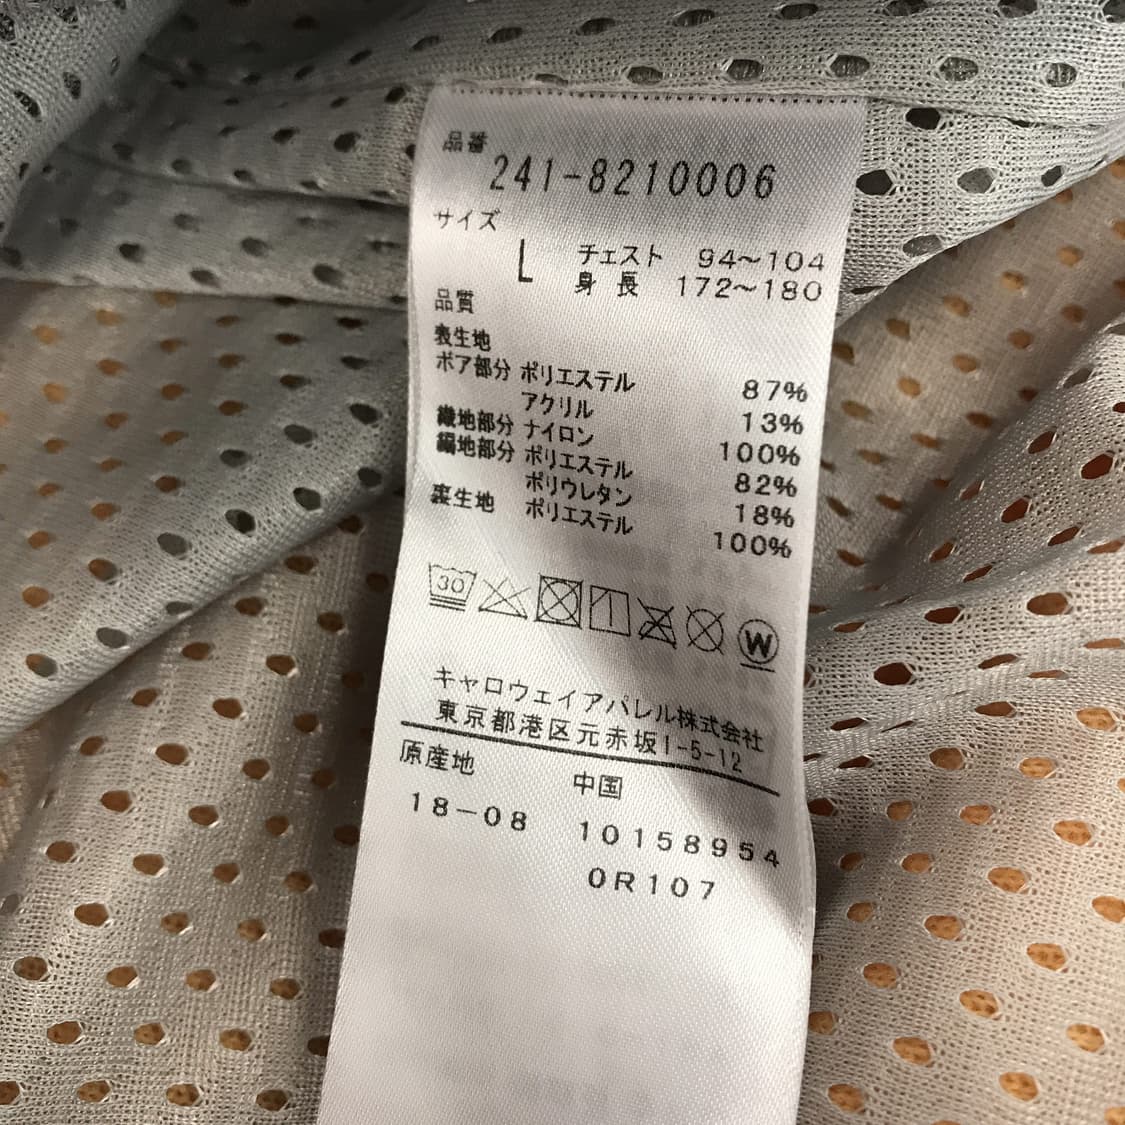 品番
241-8210006
サイズ
L チェスト 94～104
身長 172～180
品質
表生地
ボア部分 ポリエステル 87%
アクリル 13%
織地部分 ナイロン 100%
編地部分 ポリエステル 82%
ポリウレタン 18%
裏生地 ポリエステル 100%
30
W
キャロウェイアパレル株式会社
東京都港区元赤坂1-5-12
原産地 中国
18-08 10158954
0R107